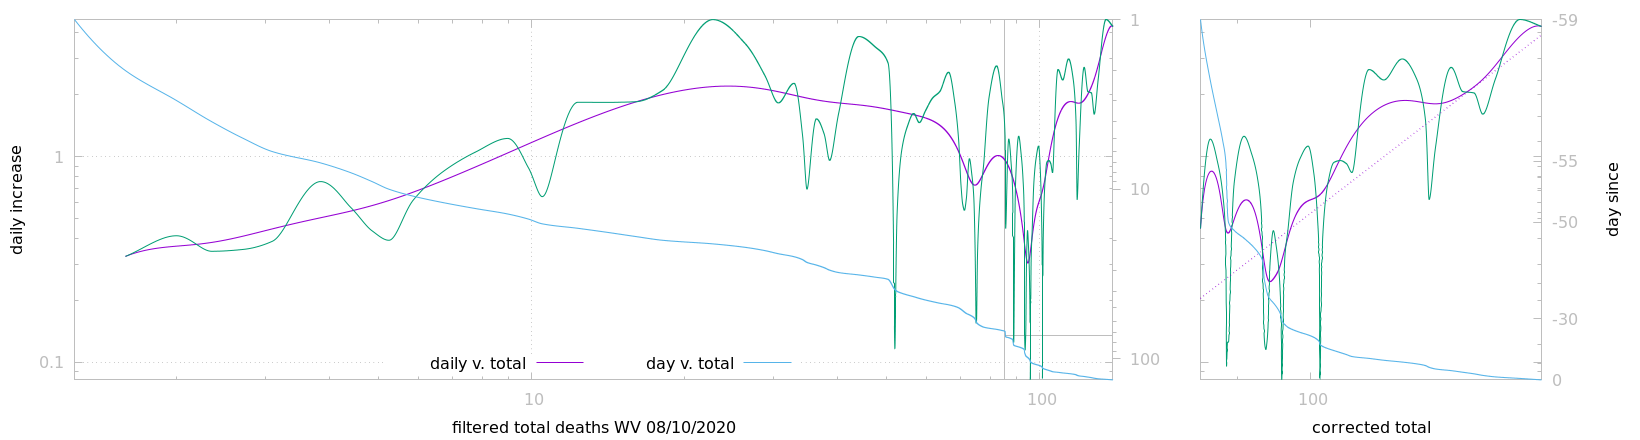 1
-59
1
-55
10
-50
-30
0.1
100
0
daily increase
day since
daily v. total
day v. total
10
100
100
filtered total deaths WV 08/10/2020
corrected total